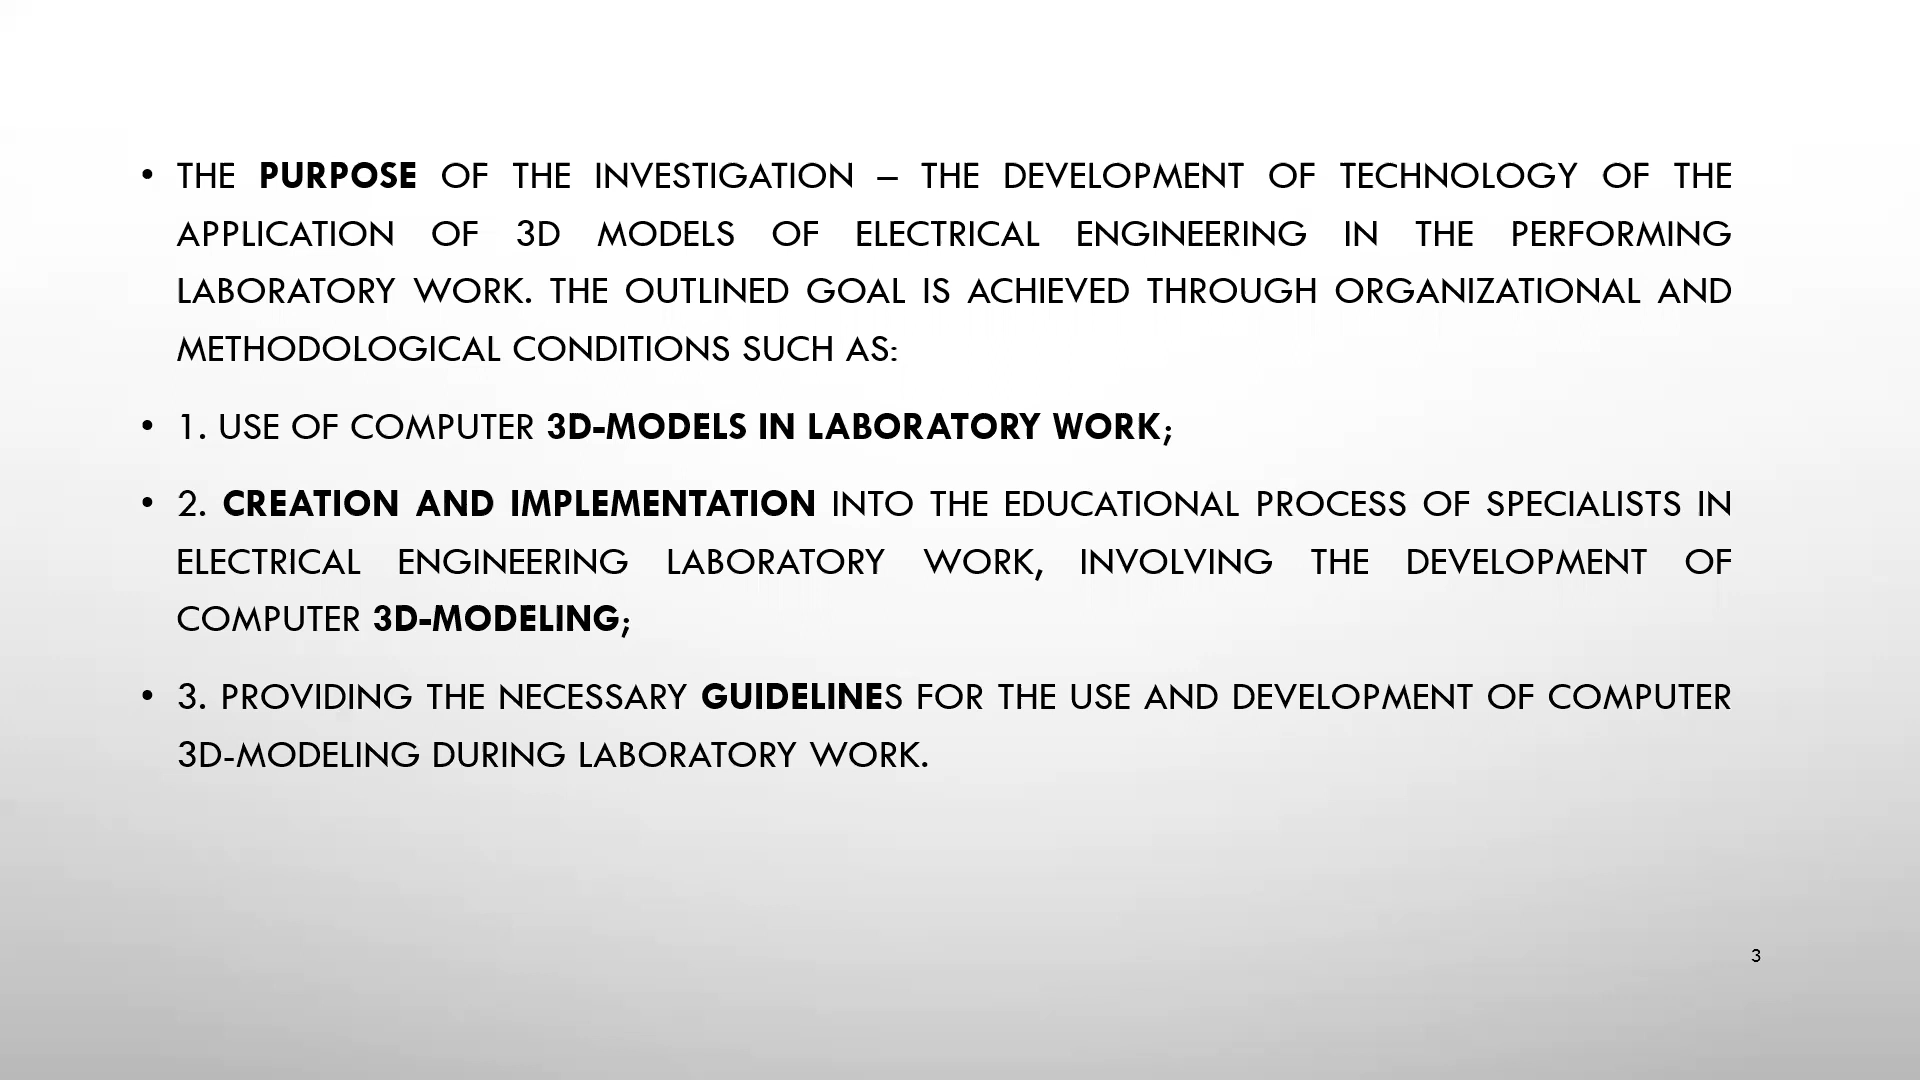 • THE PURPOSE OF THE INVESTIGATION – THE DEVELOPMENT OF TECHNOLOGY OF THE
APPLICATION OF 3D MODELS OF ELECTRICAL ENGINEERING IN THE PERFORMING
LABORATORY WORK. THE OUTLINED GOAL IS ACHIEVED THROUGH ORGANIZATIONAL AND
METHODOLOGICAL CONDITIONS SUCH AS:
• 1. USE OF COMPUTER 3D-MODELS IN LABORATORY WORK;
• 2. CREATION AND IMPLEMENTATION INTO THE EDUCATIONAL PROCESS OF SPECIALISTS IN
ELECTRICAL ENGINEERING LABORATORY WORK, INVOLVING THE DEVELOPMENT OF
COMPUTER 3D-MODELING;
• 3. PROVIDING THE NECESSARY GUIDELINES FOR THE USE AND DEVELOPMENT OF COMPUTER
3D-MODELING DURING LABORATORY WORK.
3